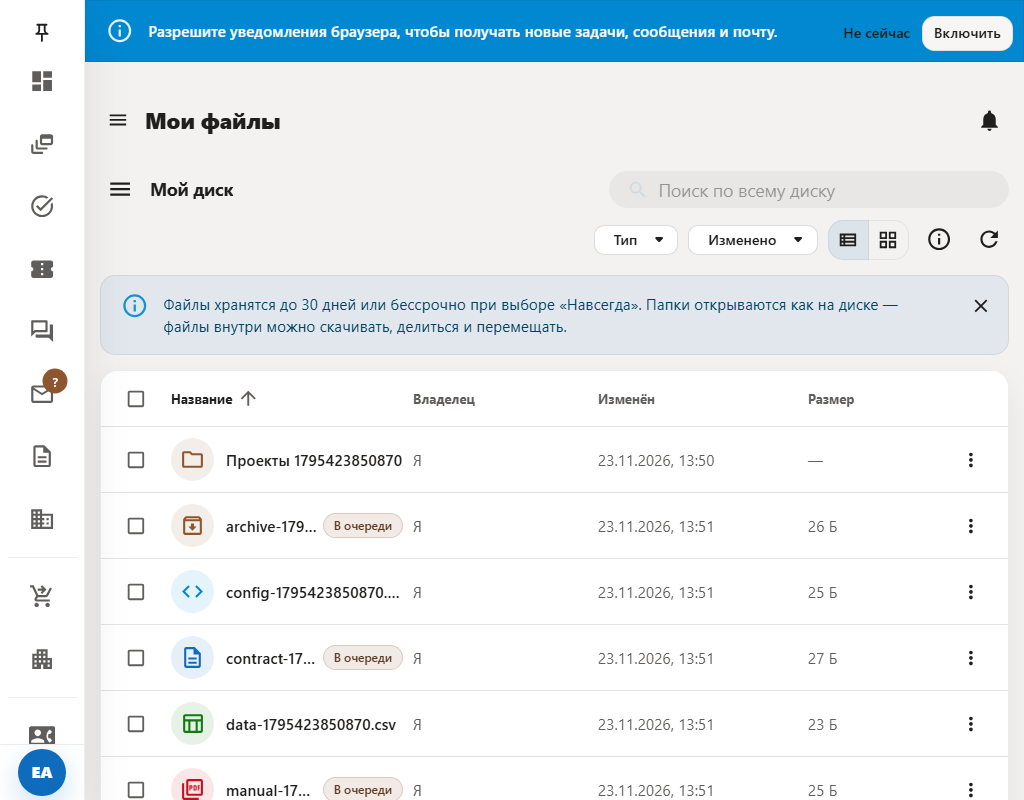 Разрешите уведомления браузера, чтобы получать новые задачи, сообщения и почту.
Не сейчас
Включить
Мои файлы
Мой диск
Поиск по всему диску
Тип
Изменено
Файлы хранятся до 30 дней или бессрочно при выборе «Навсегда». Папки открываются как на диске —
файлы внутри можно скачивать, делиться и перемещать.
Название Владелец Изменён Размер
?
Проекты 1795423850870 Я 23.11.2026, 13:50 —
archive-179... В очереди Я 23.11.2026, 13:51 26 Б
config-1795423850870.... Я 23.11.2026, 13:51 25 Б
contract-17... В очереди Я 23.11.2026, 13:51 27 Б
data-1795423850870.csv Я 23.11.2026, 13:51 23 Б
PDF manual-17... В очереди Я 23.11.2026, 13:51 25 Б
EA